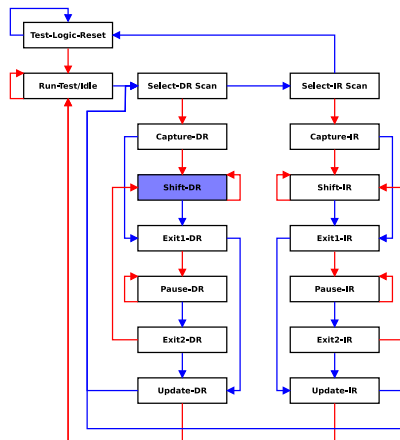 Test-Logic-Reset
Run-Test/Idle
Select-DR Scan
Select-IR Scan
Capture-DR
Capture-IR
Shift-DR
Shift-IR
Exit1-DR
Exit1-IR
Pause-DR
Pause-IR
Exit2-DR
Exit2-IR
Update-DR
Update-IR